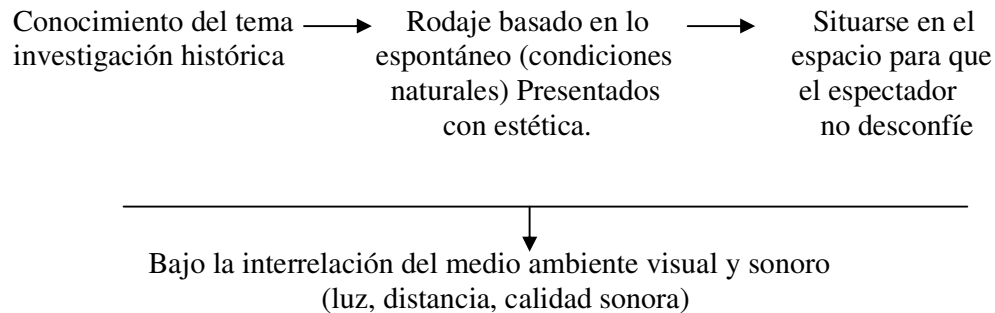 Conocimiento del tema
investigación histórica
Rodaje basado en lo
espontáneo (condiciones
naturales) Presentados
con estética.
Situarse en el
espacio para que
el espectador
no desconfíe
Bajo la interrelación del medio ambiente visual y sonoro
(luz, distancia, calidad sonora)